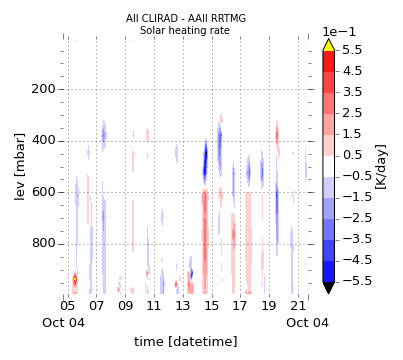 All CLIRAD - AAll RRTMG
Solar heating rate
1e−1
5.5
4.5
3.5
2.5
1.5
0.5
−0.5
−1.5
−2.5
−3.5
−4.5
−5.5
[K/day]
lev [mbar]
200
400
600
800
05 07 09 11 13 15 17 19 21
Oct 04 Oct 04
time [datetime]